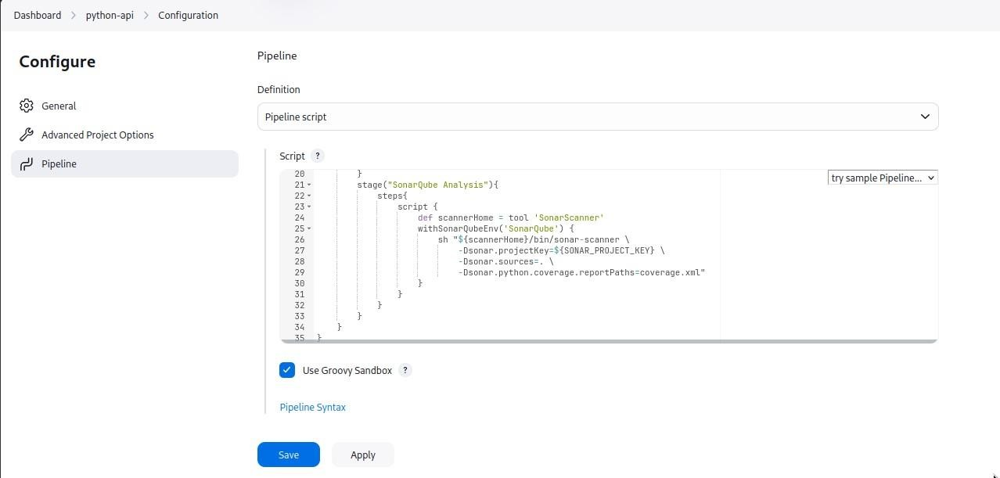 Dashboard > python-api > Configuration
Configure
General
Advanced Project Options
Pipeline
Pipeline
Definition
Pipeline script
Script ?
try sample Pipeline...
20         }
21         stage("SonarQube Analysis"){
22             steps{
23                 script {
24                     def scannerHome = tool 'SonarScanner'
25                     withSonarQubeEnv('SonarQube') {
26                         sh "${scannerHome}/bin/sonar-scanner \
27                             -Dsonar.projectKey=${SONAR_PROJECT_KEY} \
28                             -Dsonar.sources=. \
29                             -Dsonar.python.coverage.reportPaths=coverage.xml"
30                     }
31                 }
32             }
33         }
34     }
35 }
Use Groovy Sandbox ?
Pipeline Syntax
Save
Apply